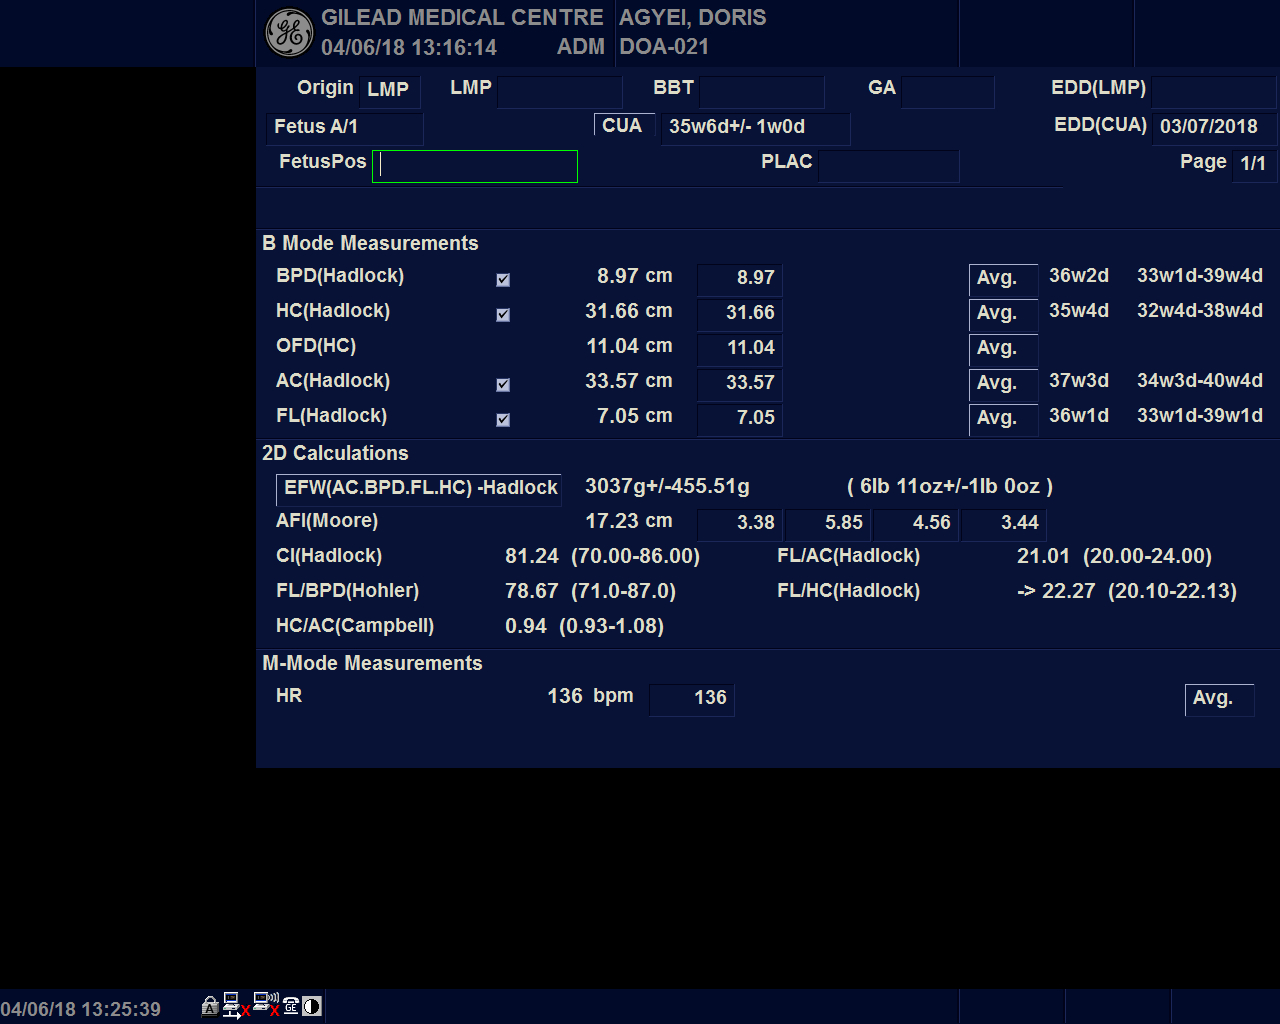 GILEAD MEDICAL CENTRE AGYEI, DORIS
04/06/18 13:16:14 ADM DOA-021
Origin LMP LMP BBT GA EDD(LMP)
Fetus A/1 CUA 35w6d+/- 1w0d EDD(CUA) 03/07/2018
FetusPos PLAC Page 1/1
B Mode Measurements
BPD(Hadlock) 8.97 cm 8.97 Avg. 36w2d 33w1d-39w4d
HC(Hadlock) 31.66 cm 31.66 Avg. 35w4d 32w4d-38w4d
OFD(HC) 11.04 cm 11.04 Avg.
AC(Hadlock) 33.57 cm 33.57 Avg. 37w3d 34w3d-40w4d
FL(Hadlock) 7.05 cm 7.05 Avg. 36w1d 33w1d-39w1d
2D Calculations
EFW(AC.BPD.FL.HC) -Hadlock 3037g+/-455.51g ( 6lb 11oz+/-1lb 0oz )
AFI(Moore) 17.23 cm 3.38 5.85 4.56 3.44
CI(Hadlock) 81.24 (70.00-86.00) FL/AC(Hadlock) 21.01 (20.00-24.00)
FL/BPD(Hohler) 78.67 (71.0-87.0) FL/HC(Hadlock) -> 22.27 (20.10-22.13)
HC/AC(Campbell) 0.94 (0.93-1.08)
M-Mode Measurements
HR 136 bpm 136 Avg.
04/06/18 13:25:39 A GE